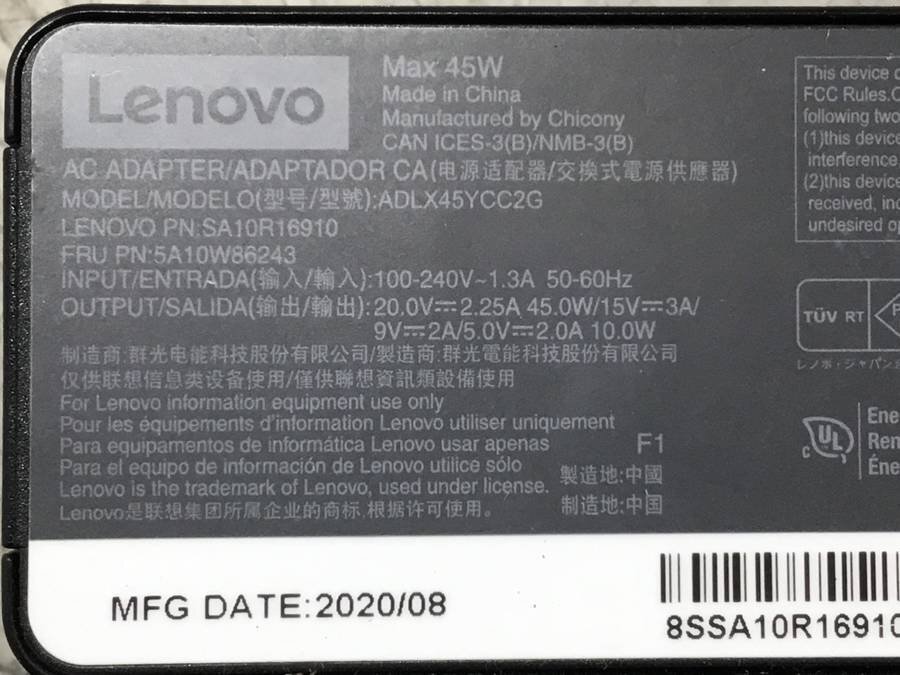 Lenovo
Max 45W
Made in China
Manufactured by Chicony
CAN ICES-3(B)/NMB-3(B)
AC ADAPTER/ADAPTADOR CA(电源适配器/交換式電源供應器)
MODEL/MODELO(型号/型號):ADLX45YCC2G
LENOVO PN:SA10R16910
FRU PN:5A10W86243
INPUT/ENTRADA(输入/輸入):100-240V~1.3A 50-60Hz
OUTPUT/SALIDA(输出/輸出):20.0V⎓2.25A 45.0W/15V⎓3A/
9V⎓2A/5.0V⎓2.0A 10.0W
制造商:群光电能科技股份有限公司/製造商:群光電能科技股份有限公司
仅供联想信息类设备使用/僅供聯想資訊類設備使用
For Lenovo information equipment use only
Pour les équipements d'information Lenovo utiliser uniquement
Para equipamentos de informática Lenovo usar apenas
Para el equipo de información de Lenovo utilice sólo
Lenovo is the trademark of Lenovo, used under license.
Lenovo是联想集团所属企业的商标,根据许可使用。
F1
製造地:中國
制造地:中国
This device
FCC Rules.
following two
(1)this device
interference
(2)this device
received,
undesired
TÜV RT
レノボ・ジャパン
c UL
MFG DATE:2020/08
8SSA10R16910